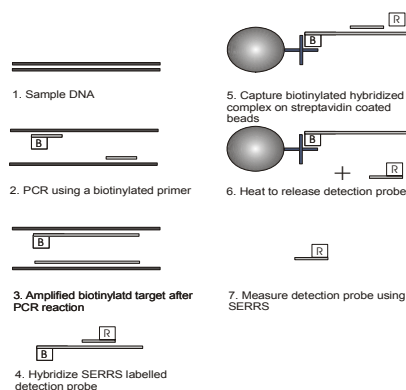 1. Sample DNA
B
2. PCR using a biotinylated primer
B
3. Amplified biotinylatd target after
PCR reaction
R
B
4. Hybridize SERRS labelled
detection probe
R
B
5. Capture biotinylated hybridized
complex on streptavidin coated
beads
B
+
R
6. Heat to release detection probe
R
7. Measure detection probe using
SERRS